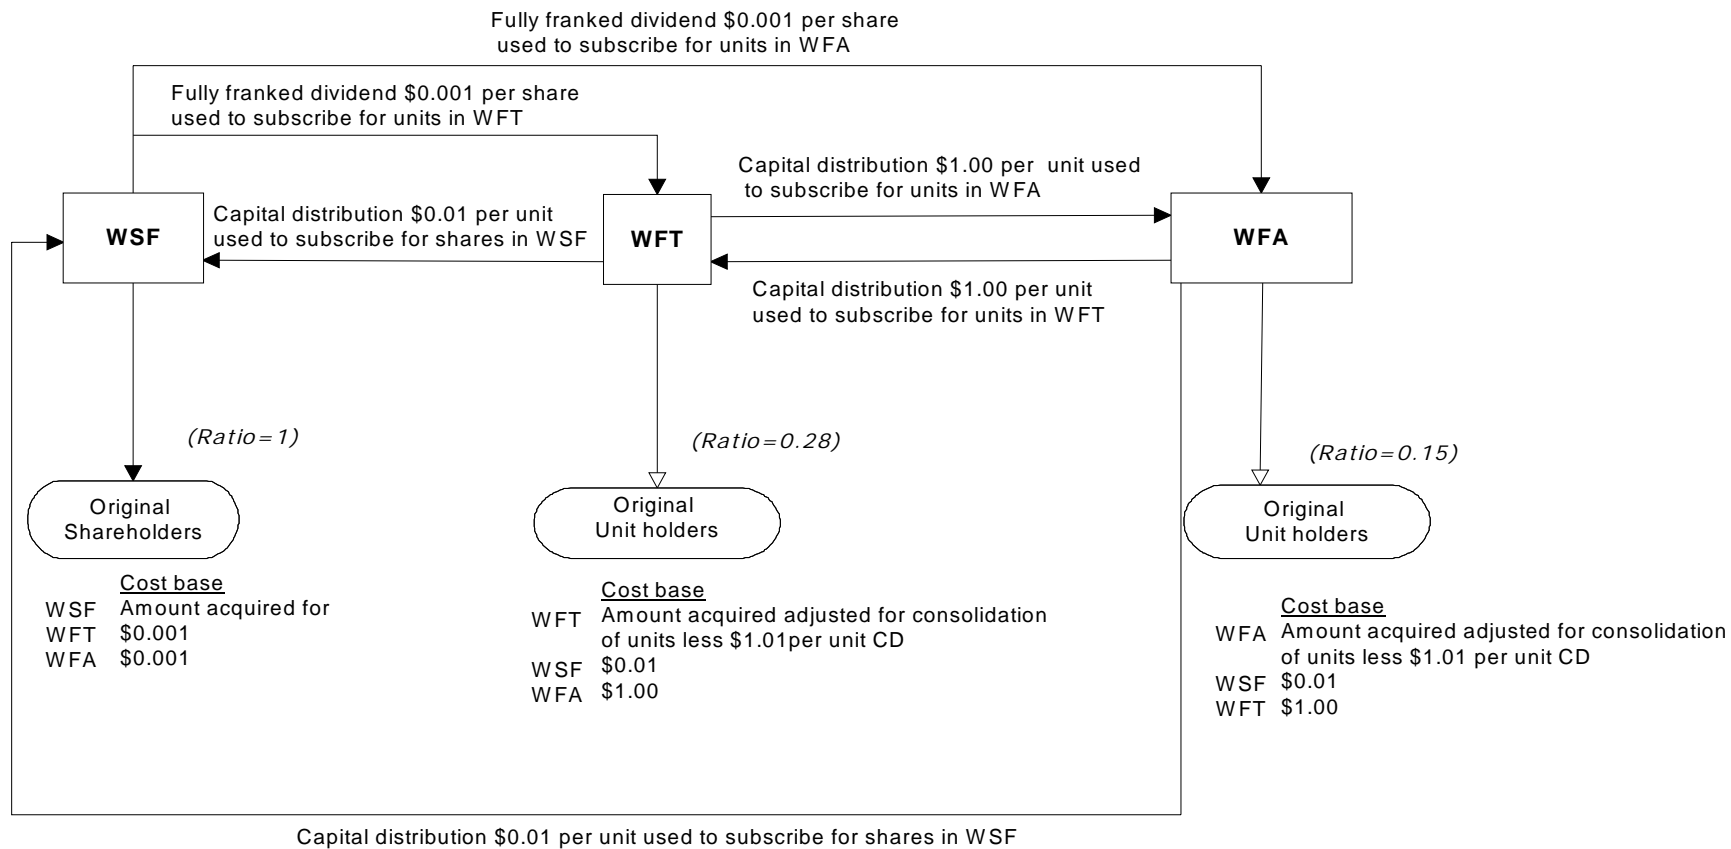 Fully franked dividend $0.001 per share
used to subscribe for units in WFA
Fully franked dividend $0.001 per share
used to subscribe for units in WFT
Capital distribution $1.00 per unit used
to subscribe for units in WFA
Capital distribution $0.01 per unit
used to subscribe for shares in WSF
WSF
WFT
WFA
Capital distribution $1.00 per unit
used to subscribe for units in WFT
(Ratio=1)
(Ratio=0.28)
(Ratio=0.15)
Original
Shareholders
Original
Unit holders
Original
Unit holders
Cost base
WSF Amount acquired for
WFT $0.001
WFA $0.001
Cost base
WFT Amount acquired adjusted for consolidation
of units less $1.01per unit CD
WSF $0.01
WFA $1.00
Cost base
WFA Amount acquired adjusted for consolidation
of units less $1.01 per unit CD
WSF $0.01
WFT $1.00
Capital distribution $0.01 per unit used to subscribe for shares in WSF